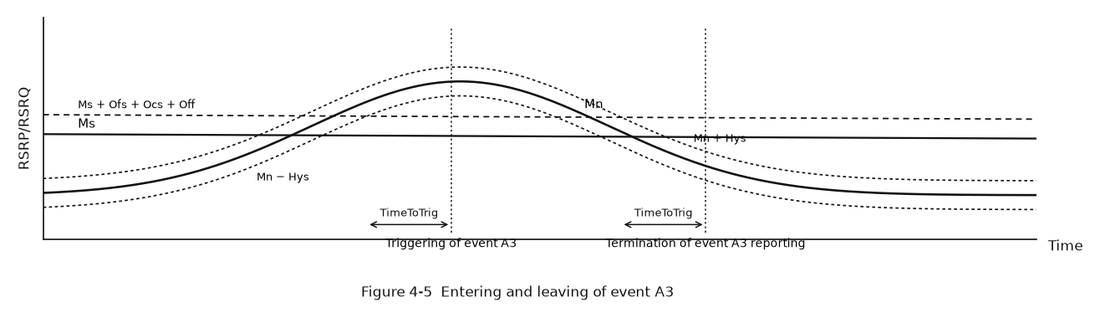 RSRP/RSRQ
Ms + Ofs + Ocs + Off
Ms
Mn
Mn + Hys
Mn − Hys
TimeToTrig
TimeToTrig
Triggering of event A3
Termination of event A3 reporting
Time
Figure 4-5 Entering and leaving of event A3